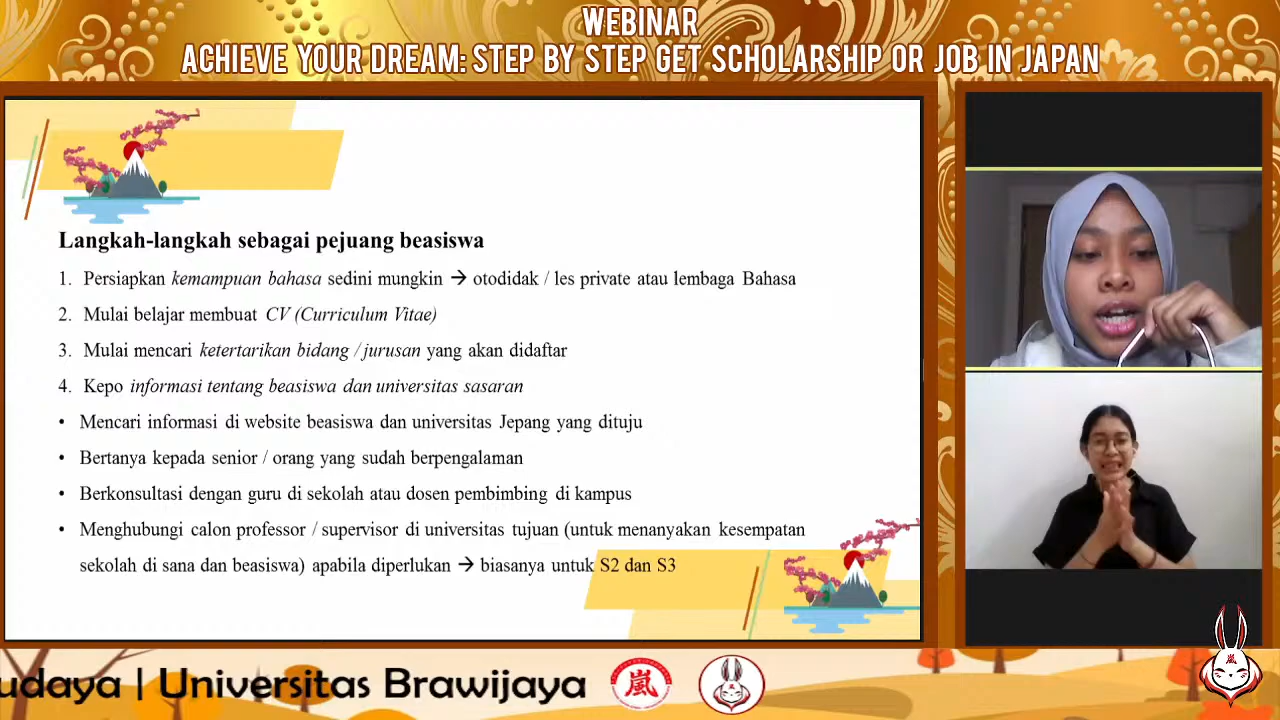 WEBINAR
ACHIEVE YOUR DREAM: STEP BY STEP GET SCHOLARSHIP OR JOB IN JAPAN
Langkah-langkah sebagai pejuang beasiswa
1. Persiapkan kemampuan bahasa sedini mungkin → otodidak / les private atau lembaga Bahasa
2. Mulai belajar membuat CV (Curriculum Vitae)
3. Mulai mencari ketertarikan bidang / jurusan yang akan didaftar
4. Kepo informasi tentang beasiswa dan universitas sasaran
• Mencari informasi di website beasiswa dan universitas Jepang yang dituju
• Bertanya kepada senior / orang yang sudah berpengalaman
• Berkonsultasi dengan guru di sekolah atau dosen pembimbing di kampus
• Menghubungi calon professor / supervisor di universitas tujuan (untuk menanyakan kesempatan
sekolah di sana dan beasiswa) apabila diperlukan → biasanya untuk S2 dan S3
udaya | Universitas Brawijaya
嵐